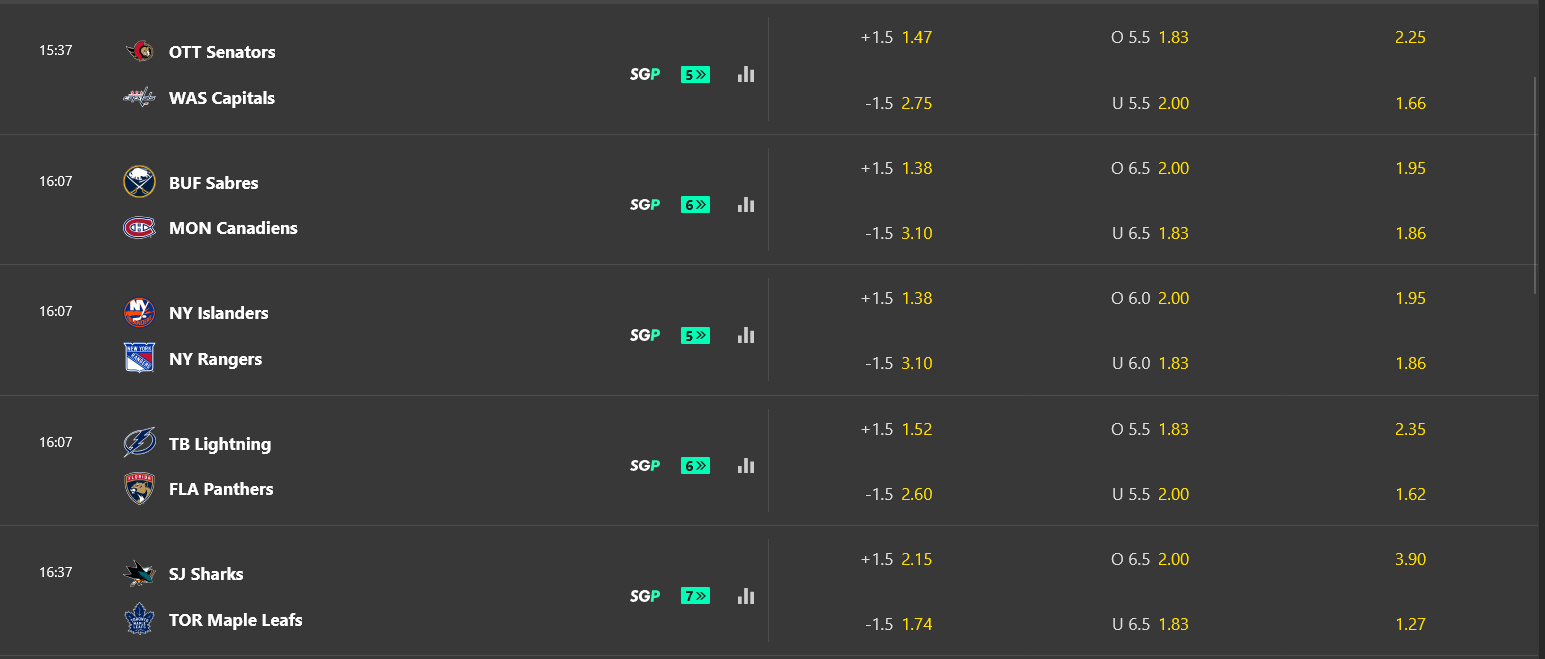 15:37 OTT Senators +1.5 1.47 O 5.5 1.83 2.25
SGP 5»
WAS Capitals -1.5 2.75 U 5.5 2.00 1.66
16:07 BUF Sabres +1.5 1.38 O 6.5 2.00 1.95
SGP 6»
MON Canadiens -1.5 3.10 U 6.5 1.83 1.86
16:07 NY Islanders +1.5 1.38 O 6.0 2.00 1.95
SGP 5»
NY Rangers -1.5 3.10 U 6.0 1.83 1.86
16:07 TB Lightning +1.5 1.52 O 5.5 1.83 2.35
SGP 6»
FLA Panthers -1.5 2.60 U 5.5 2.00 1.62
16:37 SJ Sharks +1.5 2.15 O 6.5 2.00 3.90
SGP 7»
TOR Maple Leafs -1.5 1.74 U 6.5 1.83 1.27